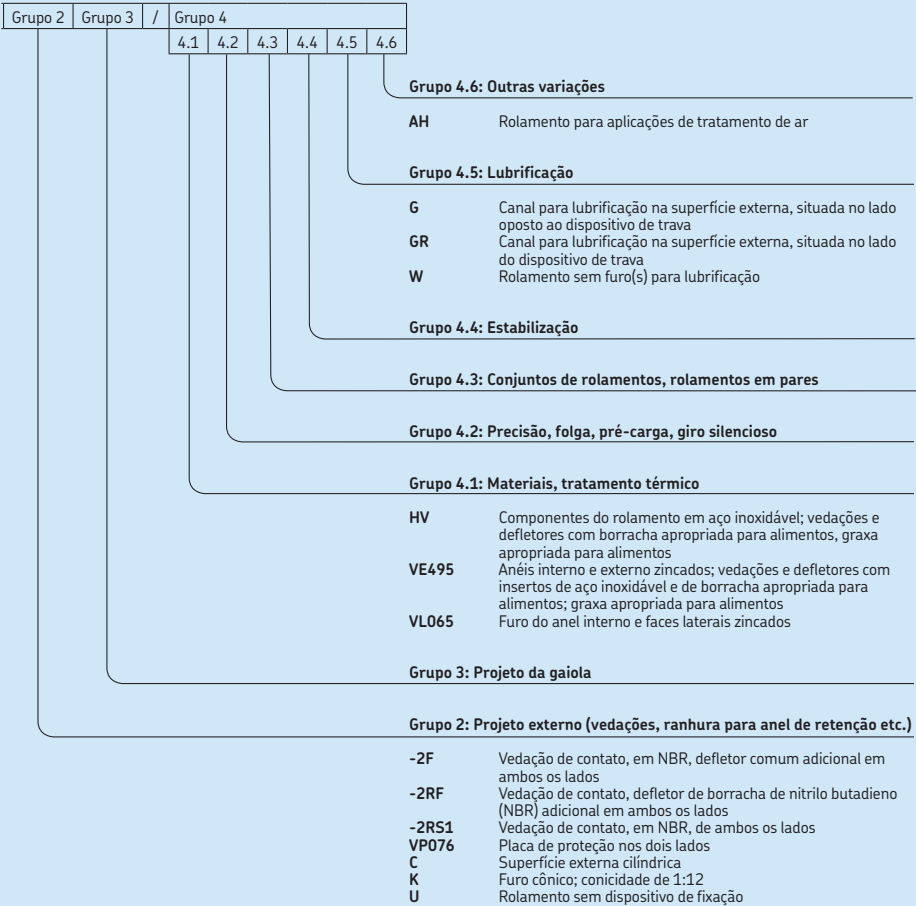 Grupo 2 Grupo 3 / Grupo 4
4.1 4.2 4.3 4.4 4.5 4.6
Grupo 4.6: Outras variações
AH Rolamento para aplicações de tratamento de ar
Grupo 4.5: Lubrificação
G Canal para lubrificação na superfície externa, situada no lado
oposto ao dispositivo de trava
GR Canal para lubrificação na superfície externa, situada no lado
do dispositivo de trava
W Rolamento sem furo(s) para lubrificação
Grupo 4.4: Estabilização
Grupo 4.3: Conjuntos de rolamentos, rolamentos em pares
Grupo 4.2: Precisão, folga, pré-carga, giro silencioso
Grupo 4.1: Materiais, tratamento térmico
HV Componentes do rolamento em aço inoxidável; vedações e
defletores com borracha apropriada para alimentos, graxa
apropriada para alimentos
VE495 Anéis interno e externo zincados; vedações e defletores com
insertos de aço inoxidável e de borracha apropriada para
alimentos; graxa apropriada para alimentos
VL065 Furo do anel interno e faces laterais zincados
Grupo 3: Projeto da gaiola
Grupo 2: Projeto externo (vedações, ranhura para anel de retenção etc.)
-2F Vedação de contato, em NBR, defletor comum adicional em
ambos os lados
-2RF Vedação de contato, defletor de borracha de nitrilo butadieno
(NBR) adicional em ambos os lados
-2RS1 Vedação de contato, em NBR, de ambos os lados
VP076 Placa de proteção nos dois lados
C Superfície externa cilíndrica
K Furo cônico; conicidade de 1:12
U Rolamento sem dispositivo de fixação